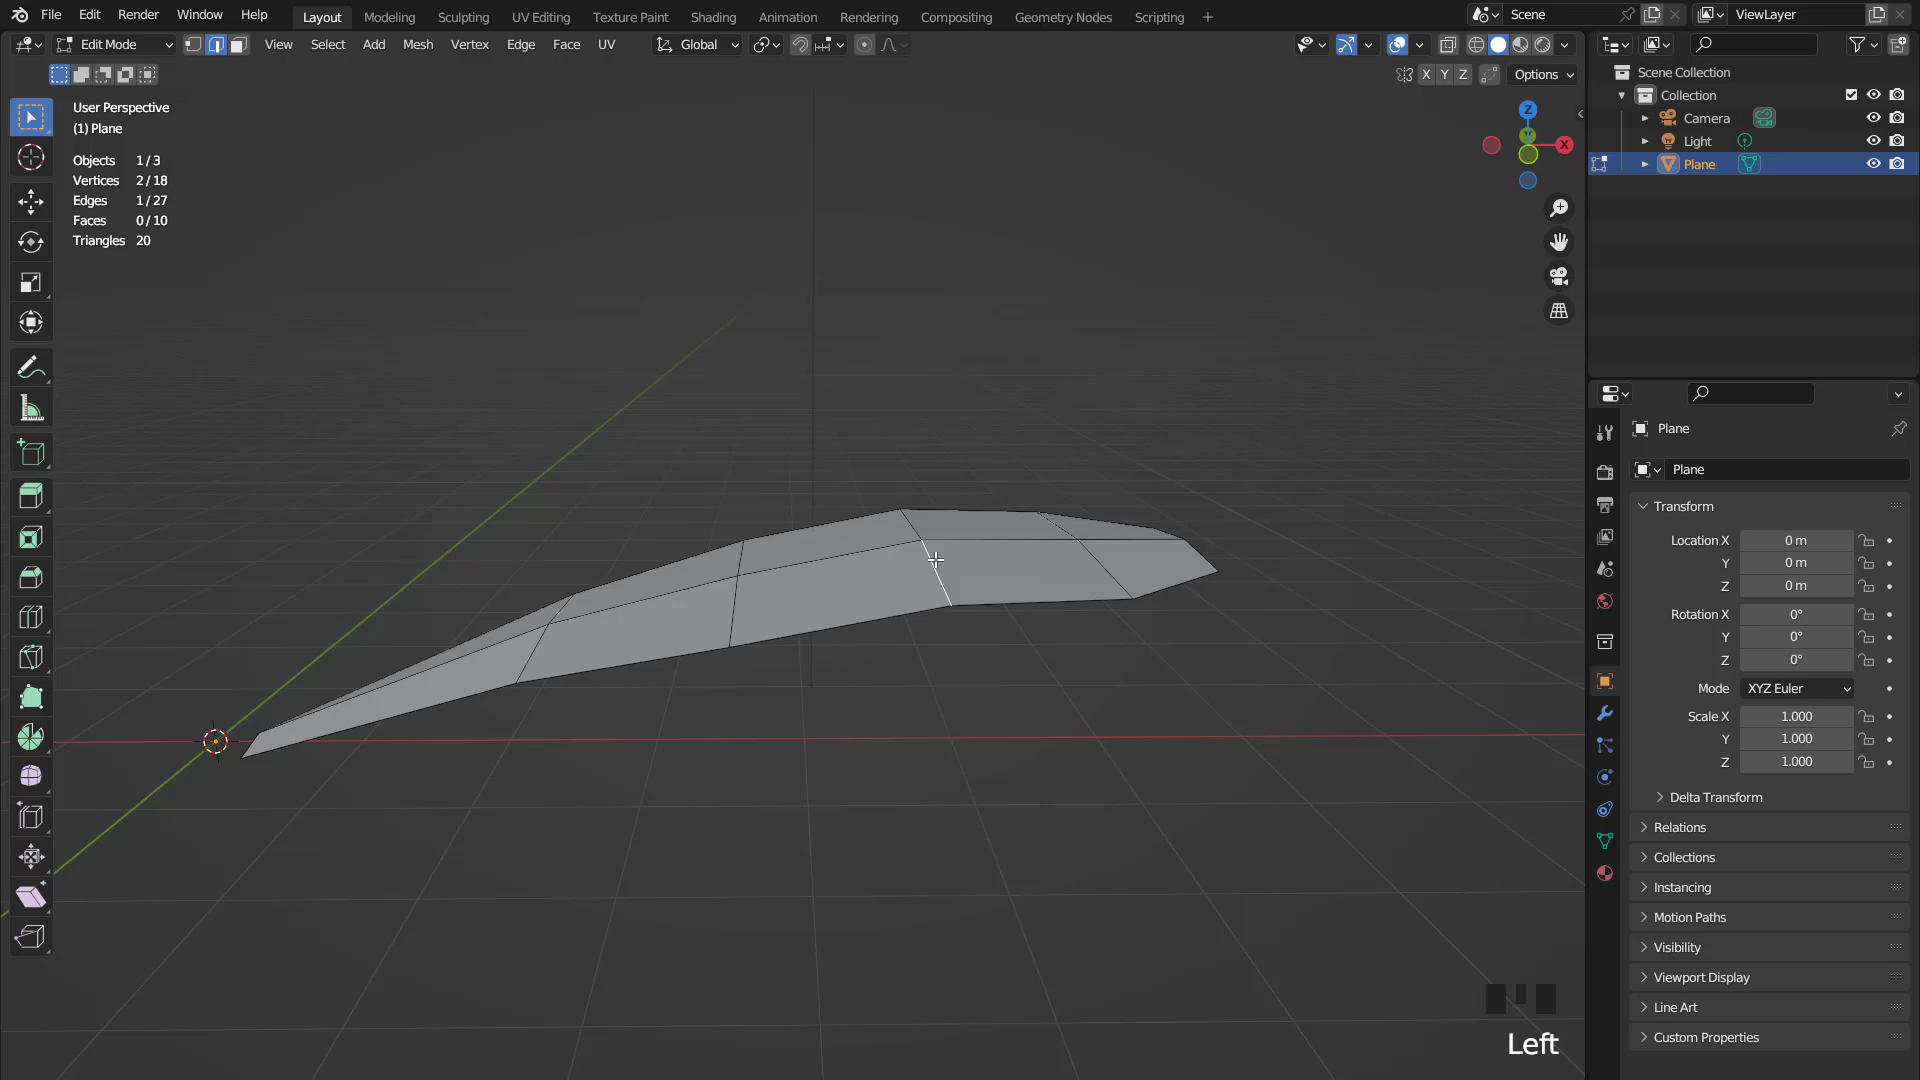 File Edit Render Window Help Layout Modeling Sculpting UV Editing Texture Paint Shading Animation Rendering Compositing Geometry Nodes Scripting + Scene ViewLayer
Edit Mode View Select Add Mesh Vertex Edge Face UV Global
X Y Z Options
User Perspective
(1) Plane
Objects 1/3
Vertices 2/18
Edges 1/27
Faces 0/10
Triangles 20
Z
X
Y
Scene Collection
Collection
Camera
Light
Plane
Plane
Plane
Transform
Location X 0 m
Y 0 m
Z 0 m
Rotation X 0°
Y 0°
Z 0°
Mode XYZ Euler
Scale X 1.000
Y 1.000
Z 1.000
Delta Transform
Relations
Collections
Instancing
Motion Paths
Visibility
Viewport Display
Line Art
Custom Properties
Left